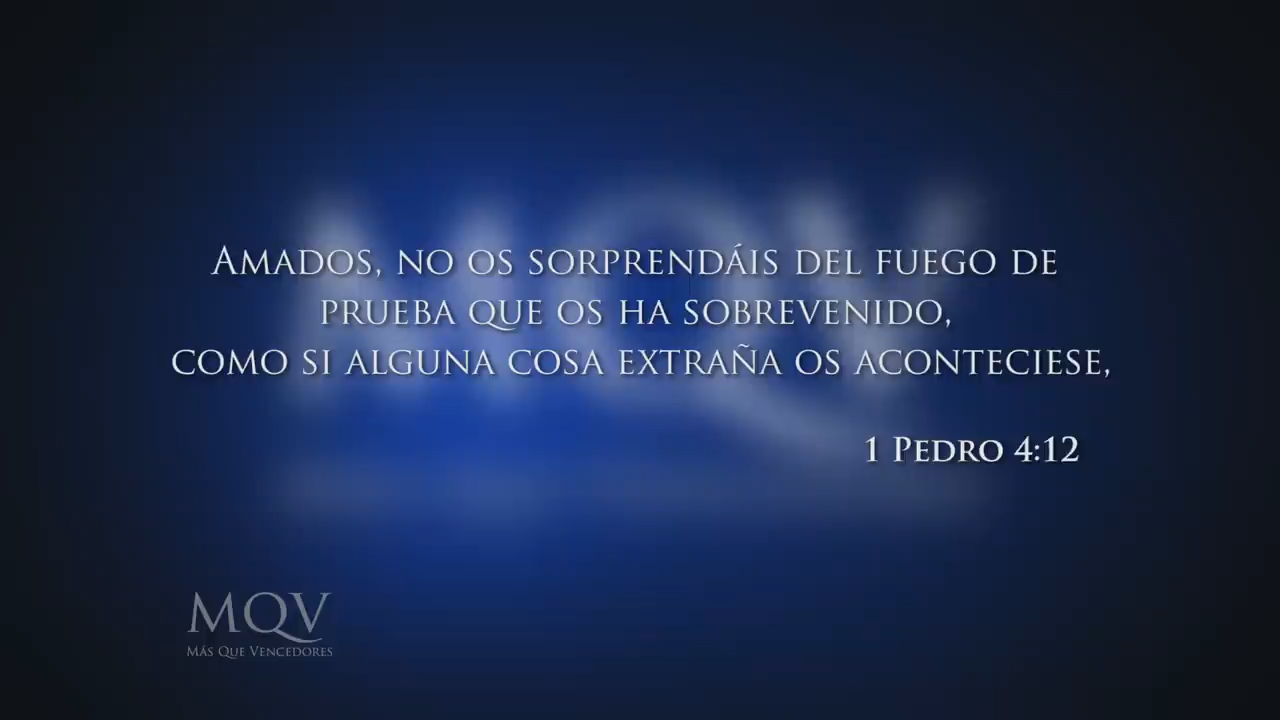 Amados, no os sorprendáis del fuego de
prueba que os ha sobrevenido,
como si alguna cosa extraña os aconteciese,
1 Pedro 4:12
MQV
Más Que Vencedores